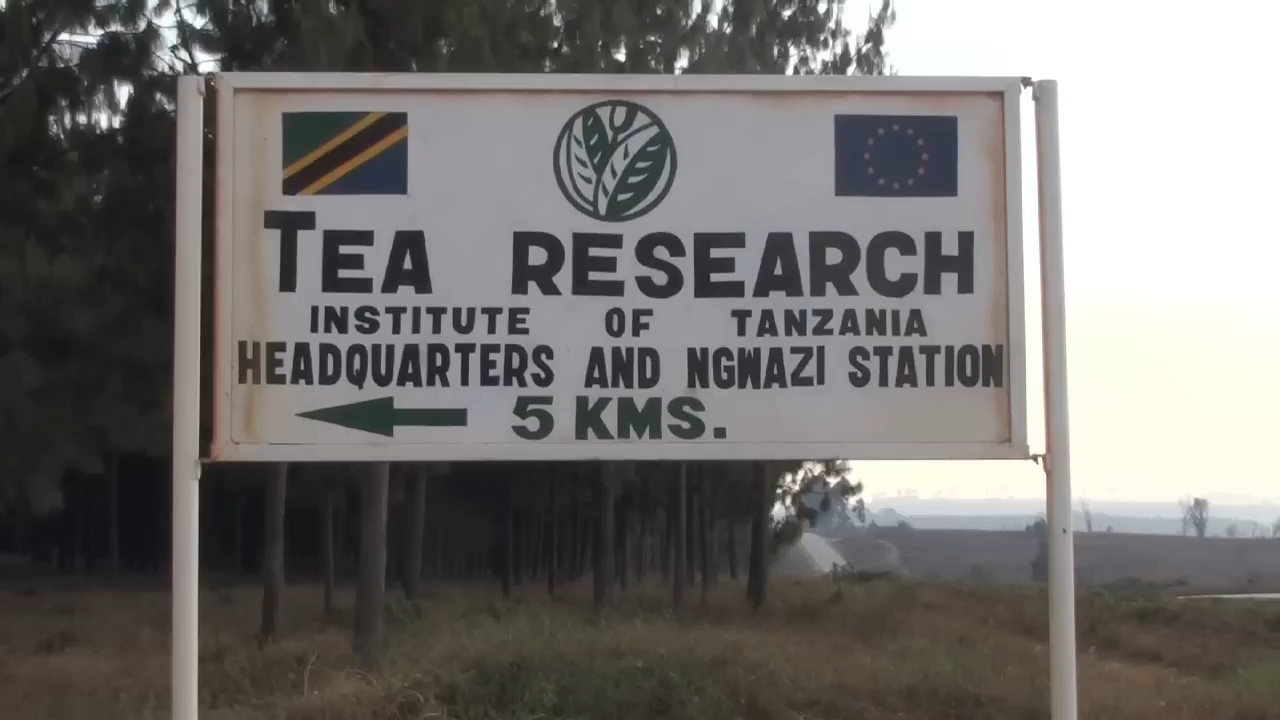 TEA RESEARCH
INSTITUTE OF TANZANIA
HEADQUARTERS AND NGWAZI STATION
5 KMS.